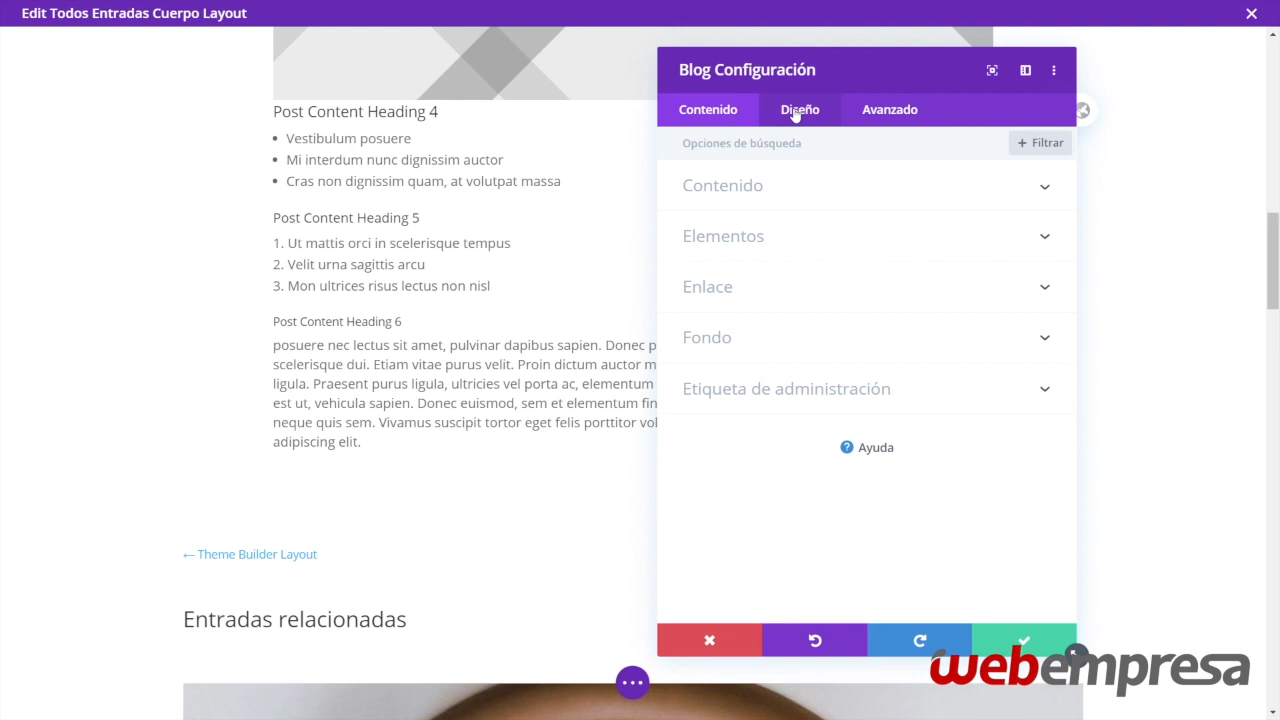 Edit Todos Entradas Cuerpo Layout
Post Content Heading 4
Vestibulum posuere
Mi interdum nunc dignissim auctor
Cras non dignissim quam, at volutpat massa
Post Content Heading 5
1. Ut mattis orci in scelerisque tempus
2. Velit urna sagittis arcu
3. Mon ultrices risus lectus non nisl
Post Content Heading 6
posuere nec lectus sit amet, pulvinar dapibus sapien. Donec p
scelerisque dui. Etiam vitae purus velit. Proin dictum auctor m
ligula. Praesent purus ligula, ultricies vel porta ac, elementum
est ut, vehicula sapien. Donec euismod, sem et elementum fin
neque quis sem. Vivamus suscipit tortor eget felis porttitor vol
adipiscing elit.
← Theme Builder Layout
Entradas relacionadas
Blog Configuración
Contenido Diseño Avanzado
Opciones de búsqueda + Filtrar
Contenido
Elementos
Enlace
Fondo
Etiqueta de administración
? Ayuda
webempresa